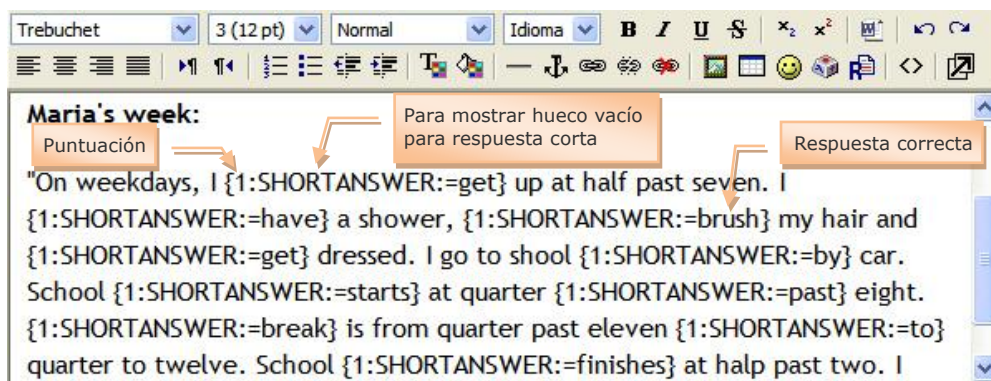 Trebuchet 3 (12 pt) Normal Idioma B I U S x₂ x²
Maria's week:
Puntuación
Para mostrar hueco vacío
para respuesta corta
Respuesta correcta
"On weekdays, I {1:SHORTANSWER:=get} up at half past seven. I
{1:SHORTANSWER:=have} a shower, {1:SHORTANSWER:=brush} my hair and
{1:SHORTANSWER:=get} dressed. I go to shool {1:SHORTANSWER:=by} car.
School {1:SHORTANSWER:=starts} at quarter {1:SHORTANSWER:=past} eight.
{1:SHORTANSWER:=break} is from quarter past eleven {1:SHORTANSWER:=to}
quarter to twelve. School {1:SHORTANSWER:=finishes} at halp past two. I